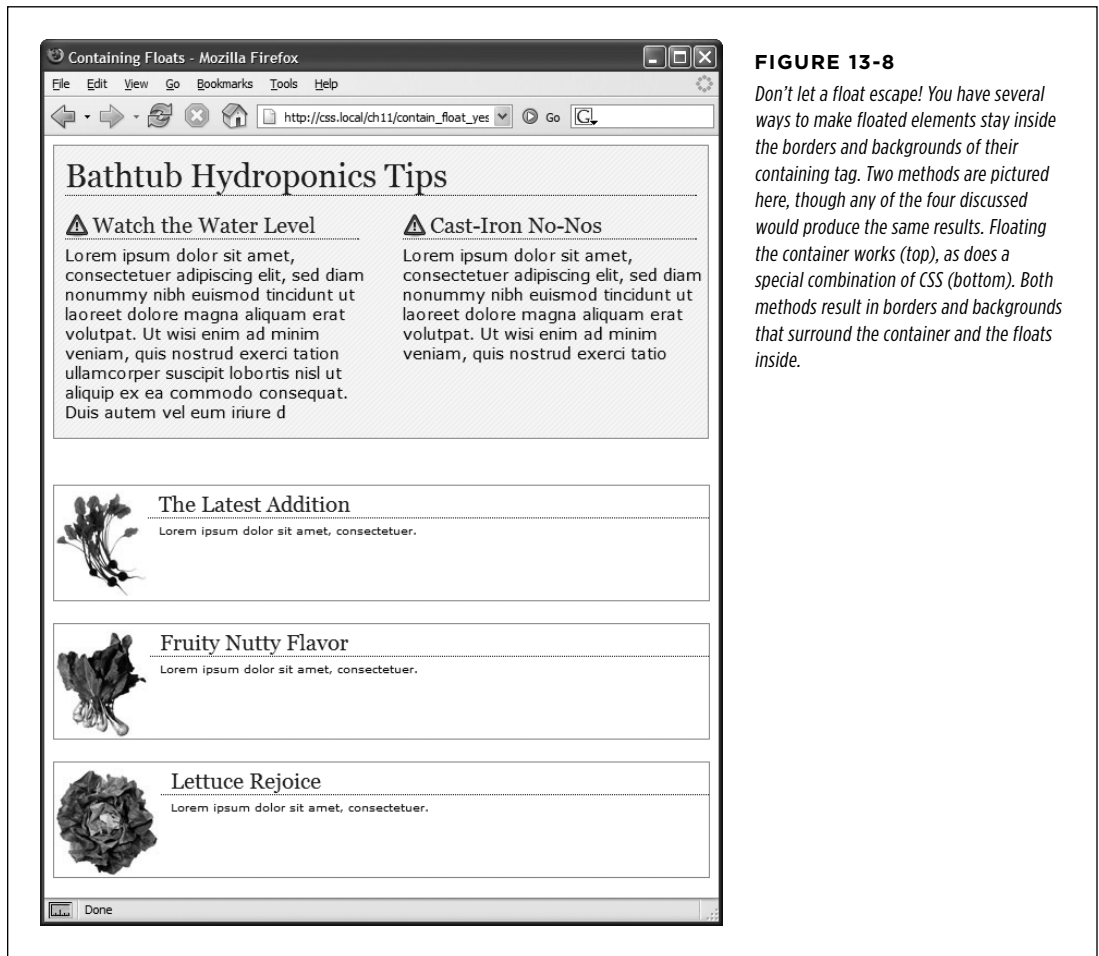 Containing Floats - Mozilla Firefox
File Edit View Go Bookmarks Tools Help
http://css.local/ch11/contain_float_yes Go G
Bathtub Hydroponics Tips
Watch the Water Level
Lorem ipsum dolor sit amet,
consectetuer adipiscing elit, sed diam
nonummy nibh euismod tincidunt ut
laoreet dolore magna aliquam erat
volutpat. Ut wisi enim ad minim
veniam, quis nostrud exerci tation
ullamcorper suscipit lobortis nisl ut
aliquip ex ea commodo consequat.
Duis autem vel eum iriure d
Cast-Iron No-Nos
Lorem ipsum dolor sit amet,
consectetuer adipiscing elit, sed diam
nonummy nibh euismod tincidunt ut
laoreet dolore magna aliquam erat
volutpat. Ut wisi enim ad minim
veniam, quis nostrud exerci tatio
The Latest Addition
Lorem ipsum dolor sit amet, consectetuer.
Fruity Nutty Flavor
Lorem ipsum dolor sit amet, consectetuer.
Lettuce Rejoice
Lorem ipsum dolor sit amet, consectetuer.
Done
FIGURE 13-8
Don't let a float escape! You have several
ways to make floated elements stay inside
the borders and backgrounds of their
containing tag. Two methods are pictured
here, though any of the four discussed
would produce the same results. Floating
the container works (top), as does a
special combination of CSS (bottom). Both
methods result in borders and backgrounds
that surround the container and the floats
inside.